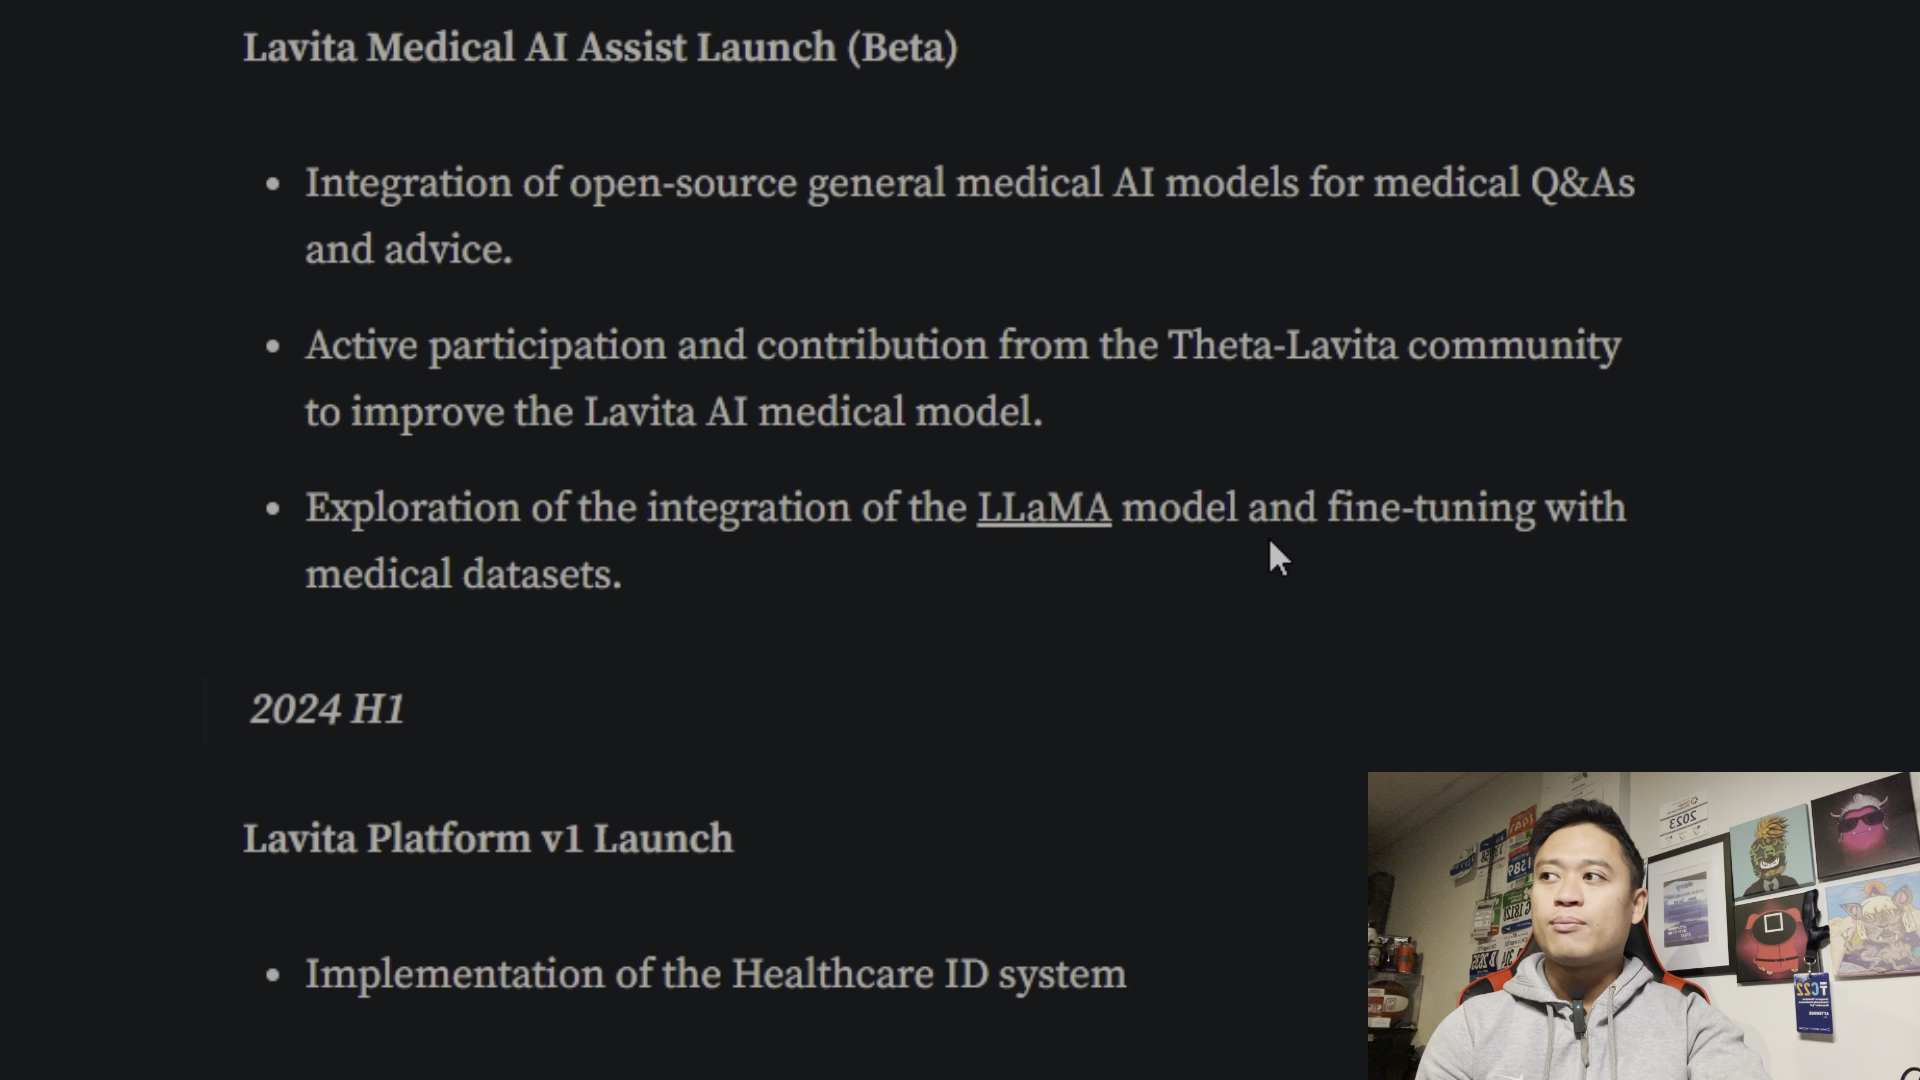 Lavita Medical AI Assist Launch (Beta)
• Integration of open-source general medical AI models for medical Q&As
and advice.
• Active participation and contribution from the Theta-Lavita community
to improve the Lavita AI medical model.
• Exploration of the integration of the LLaMA model and fine-tuning with
medical datasets.
2024 H1
Lavita Platform v1 Launch
• Implementation of the Healthcare ID system
2023
TC22